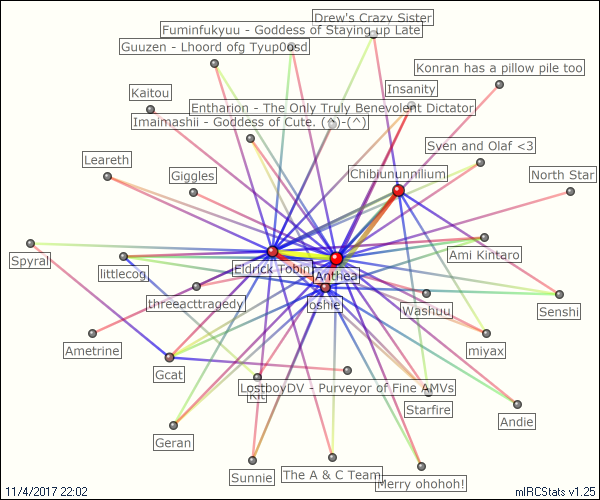 Drew's Crazy Sister
Fuminfukyuu - Goddess of Staying up Late
Guuzen - Lhoord ofg Tyup0osd
Konran has a pillow pile too
Kaitou
Insanity
Entharion - The Only Truly Benevolent Dictator
Imaimashii - Goddess of Cute. (^)-(^)
Sven and Olaf <3
Leareth
Giggles
Chibiununnilium
North Star
Spyral
littlecog
Eldrick Tobin
Anthea
Ami Kintaro
threeacttragedy
Ioshie
Washuu
Senshi
Ametrine
miyax
Gcat
LostboyDV - Purveyor of Fine AMVs
Kit
Starfire
Andie
Geran
Sunnie
The A & C Team
Merry ohohoh!
11/4/2017 22:02
mIRCStats v1.25